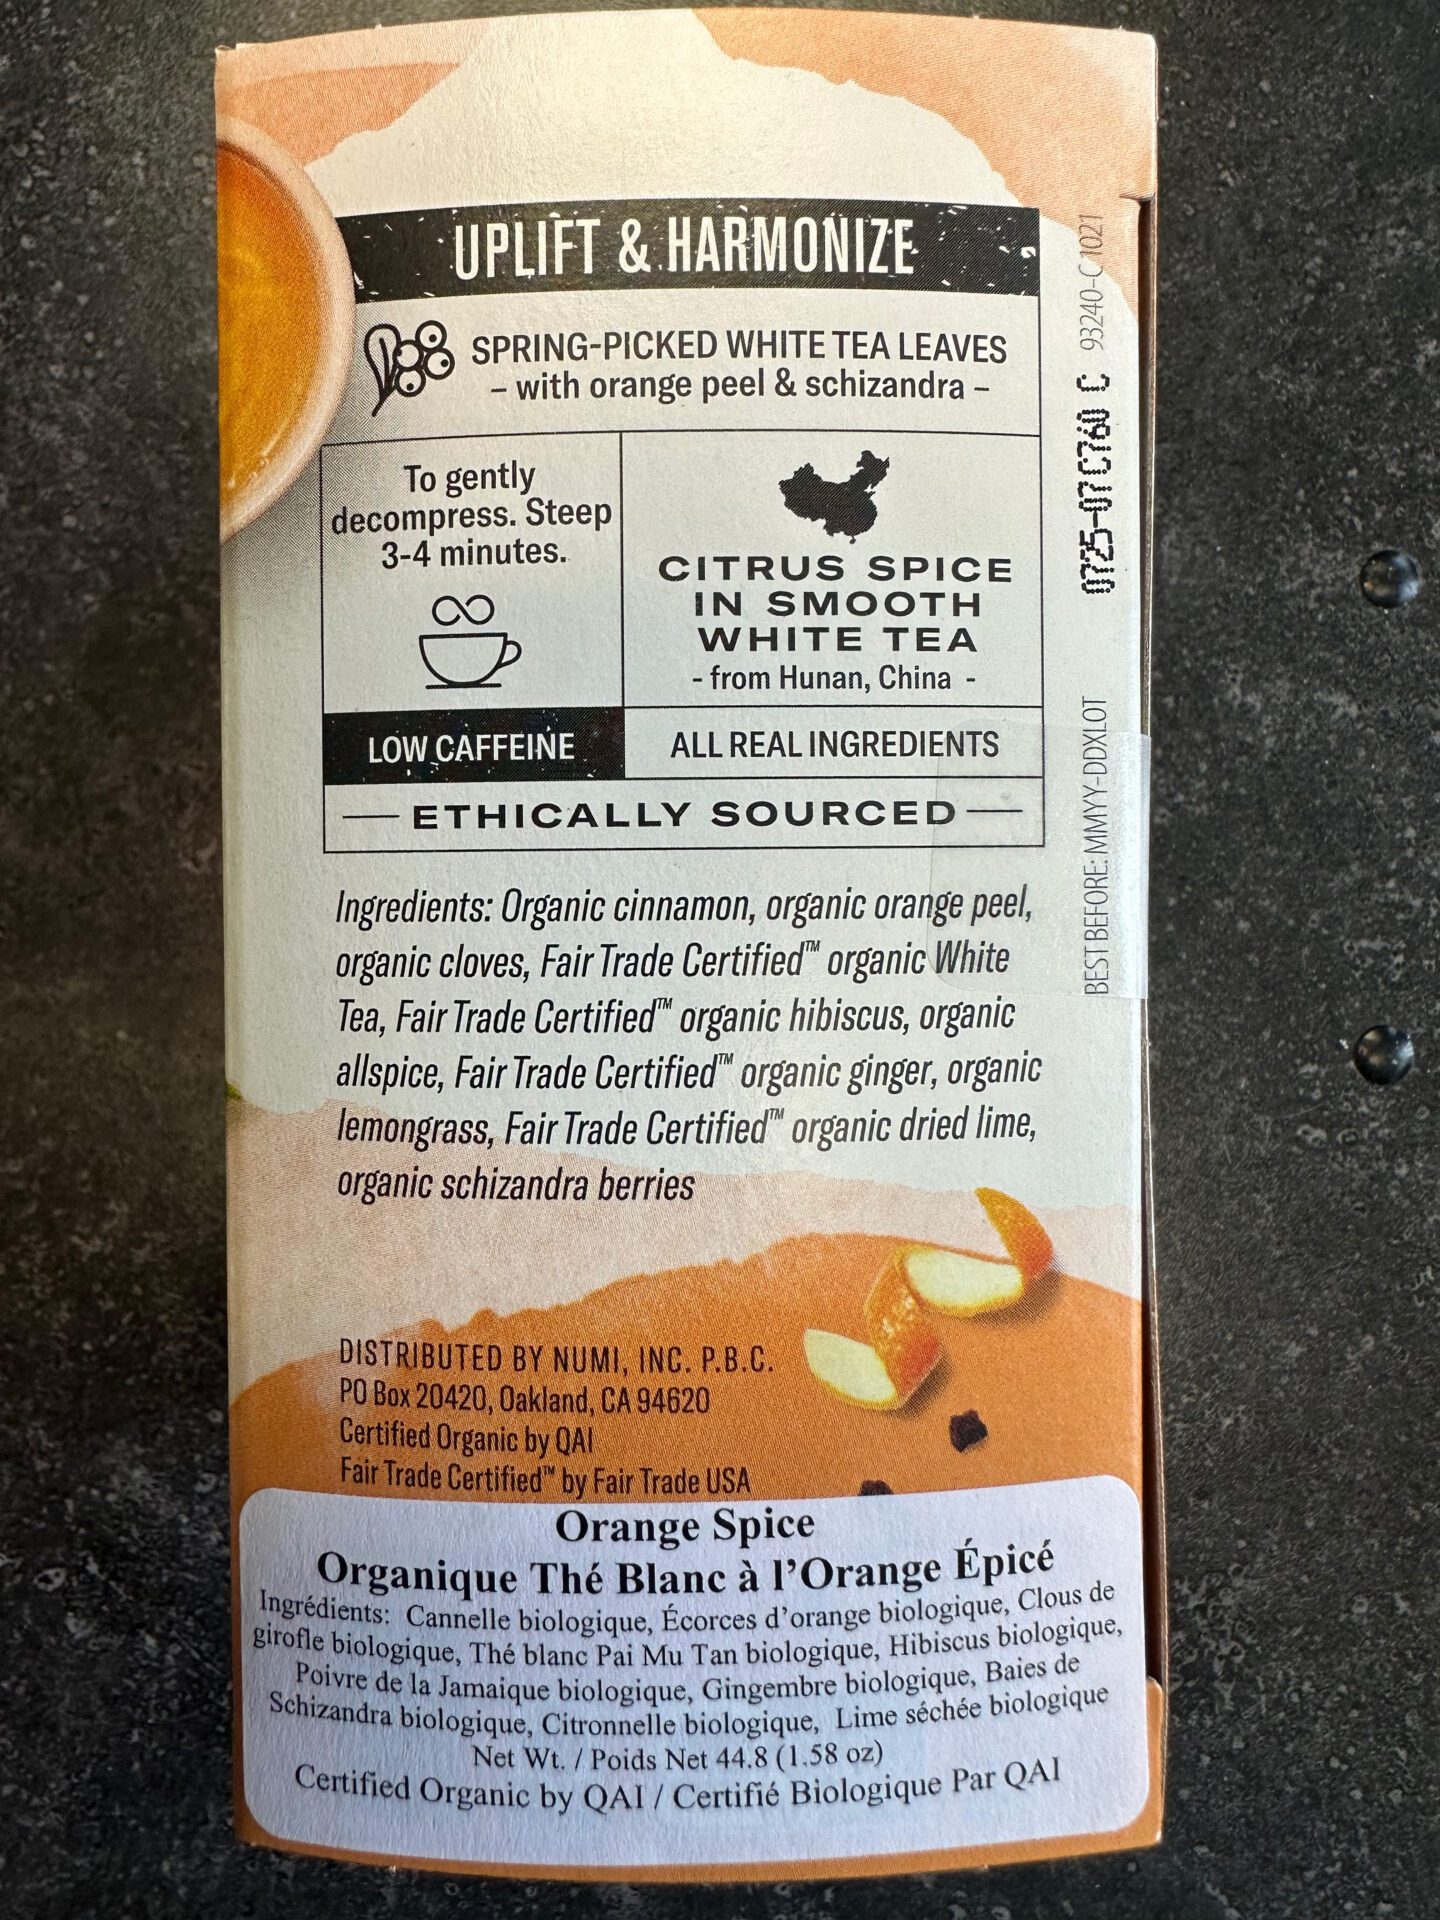 UPLIFT & HARMONIZE
SPRING-PICKED WHITE TEA LEAVES
– with orange peel & schizandra –
To gently
decompress. Steep
3-4 minutes.
CITRUS SPICE
IN SMOOTH
WHITE TEA
- from Hunan, China -
LOW CAFFEINE
ALL REAL INGREDIENTS
ETHICALLY SOURCED
Ingredients: Organic cinnamon, organic orange peel,
organic cloves, Fair Trade Certified™ organic White
Tea, Fair Trade Certified™ organic hibiscus, organic
allspice, Fair Trade Certified™ organic ginger, organic
lemongrass, Fair Trade Certified™ organic dried lime,
organic schizandra berries
DISTRIBUTED BY NUMI, INC. P.B.C.
PO Box 20420, Oakland, CA 94620
Certified Organic by QAI
Fair Trade Certified™ by Fair Trade USA
Orange Spice
Organique Thé Blanc à l’Orange Épicé
Ingrédients: Cannelle biologique, Écorces d’orange biologique, Clous de
girofle biologique, Thé blanc Pai Mu Tan biologique, Hibiscus biologique,
Poivre de la Jamaique biologique, Gingembre biologique, Baies de
Schizandra biologique, Citronnelle biologique, Lime séchée biologique
Net Wt. / Poids Net 44.8 (1.58 oz)
Certified Organic by QAI / Certifié Biologique Par QAI
BEST BEFORE: MMYY-DDXLOT
0725-07C760 C
93240-C1021